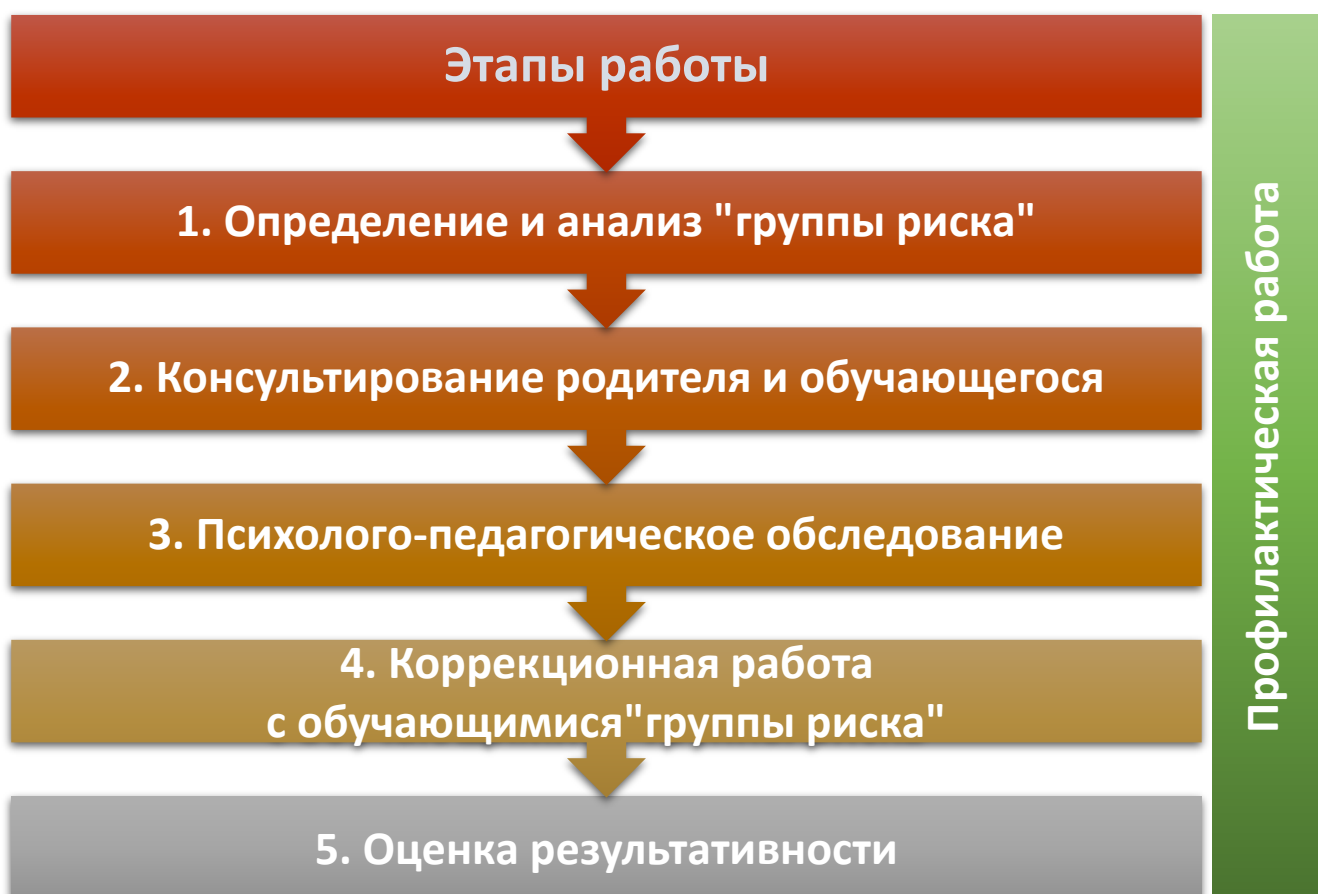 Этапы работы
1. Определение и анализ "группы риска"
2. Консультирование родителя и обучающегося
3. Психолого-педагогическое обследование
4. Коррекционная работа
с обучающимися"группы риска"
5. Оценка результативности
Профилактическая работа